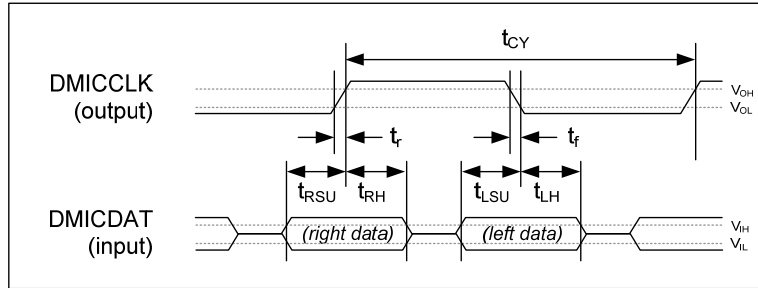 tCY
DMICCLK
(output)
VOH
VOL
tr
tf
tRSU
tRH
tLSU
tLH
DMICDAT
(input)
(right data)
(left data)
VIH
VIL